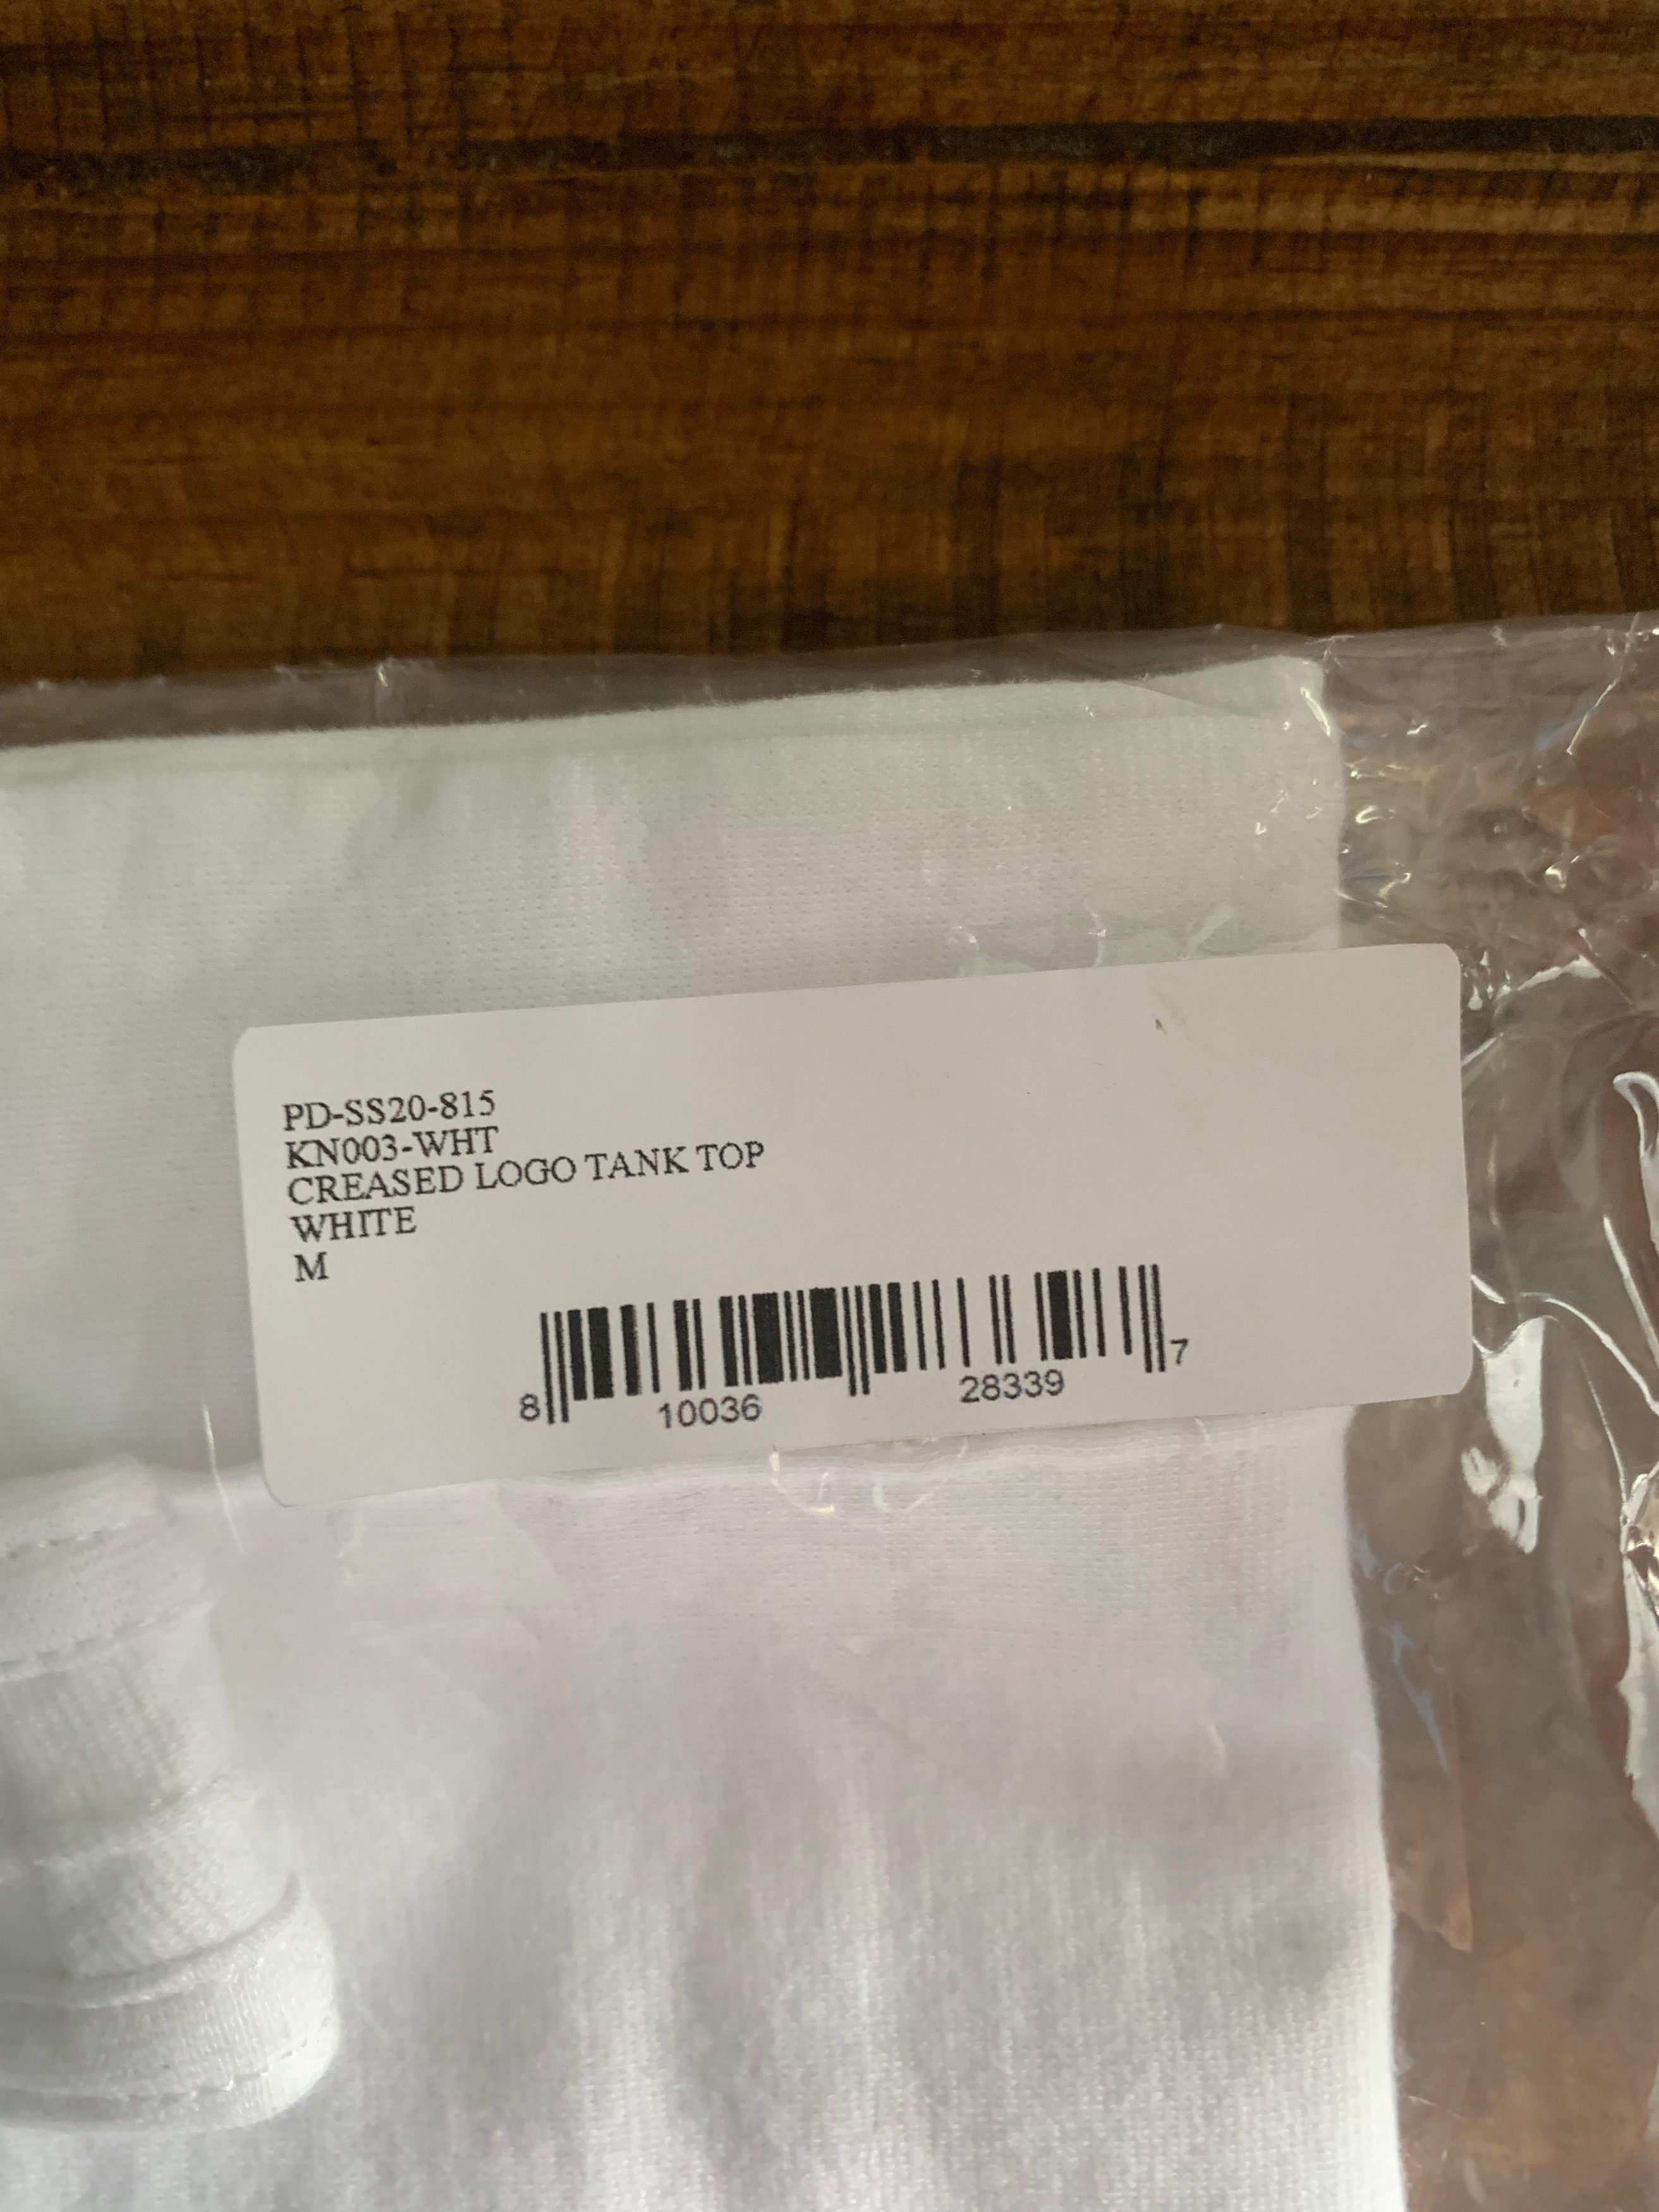 PD-SS20-815
KN003-WHT
CREASED LOGO TANK TOP
WHITE
M
8 10036 28339 7